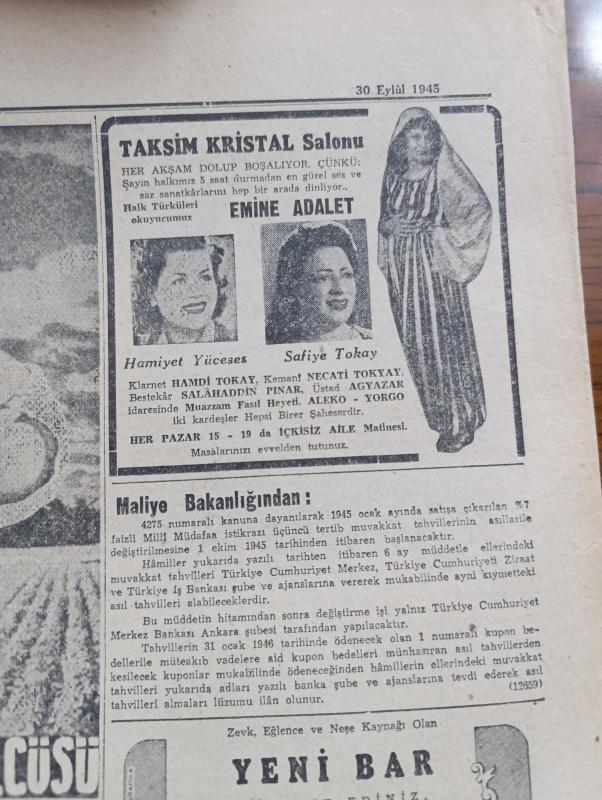 30 Eylûl 1945
TAKSİM KRİSTAL Salonu
HER AKŞAM DOLUP BOŞALIYOR. ÇÜNKÜ:
Şayın halkımız 5 saat durmadan en güzel ses ve
saz sanatkârlarını hep bir arada dinliyor..
Halk Türküleri
okuyucumuz
EMİNE ADALET
Hamiyet Yüceses
Safiye Tokay
Klarnet HAMDİ TOKAY, Kemanî NECATİ TOKYAY,
Bestekâr SALÂHADDİN PINAR, Üstad AGYAZAR
idaresinde Muazzam Fasıl Heyeti. ALEKO - YORGO
iki kardeşler Hepsi Birer Şaheserdir.
HER PAZAR 15 - 19 da İÇKİSİZ AİLE Matinesi.
Masalarınızı evvelden tutunuz.
Maliye Bakanlığından:
4275 numaralı kanuna dayanılarak 1945 ocak ayında satışa çıkarılan %7
faizli Milli Müdafaa istikrazı üçüncü tertib muvakkat tahvillerinin asıllarile
değiştirilmesine 1 ekim 1945 tarihinden itibaren başlanacaktır.
Hâmiller yukarıda yazılı tarihten itibaren 6 ay müddetle ellerindeki
muvakkat tahvilleri Türkiye Cumhuriyet Merkez, Türkiye Cumhuriyeti Ziraat
ve Türkiye İş Bankası şube ve ajanslarına vererek mukabilinde ayni kıymetteki
asıl tahvilleri alabileceklerdir.
Bu müddetin hitamından sonra değiştirme işi yalnız Türkiye Cumhuriyet
Merkez Bankası Ankara şubesi tarafından yapılacaktır.
Tahvillerin 31 ocak 1946 tarihinde ödenecek olan 1 numaralı kupon be-
dellerile müteakıb vadelere aid kupon bedelleri münhasıran asıl tahvillerden
kesilecek kuponlar mukabilinde ödeneceğinden hâmillerin ellerindeki muvakkat
tahvilleri yukarıda adları yazılı banka şube ve ajanslarına tevdi ederek asıl
tahvilleri almaları lüzumu ilân olunur.
(12659)
Zevk, Eğlence ve Neşe Kaynağı Olan
YENİ BAR
CÜSÜ